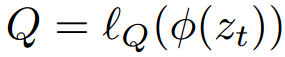 Q = ℓ_Q(ϕ(z_t))